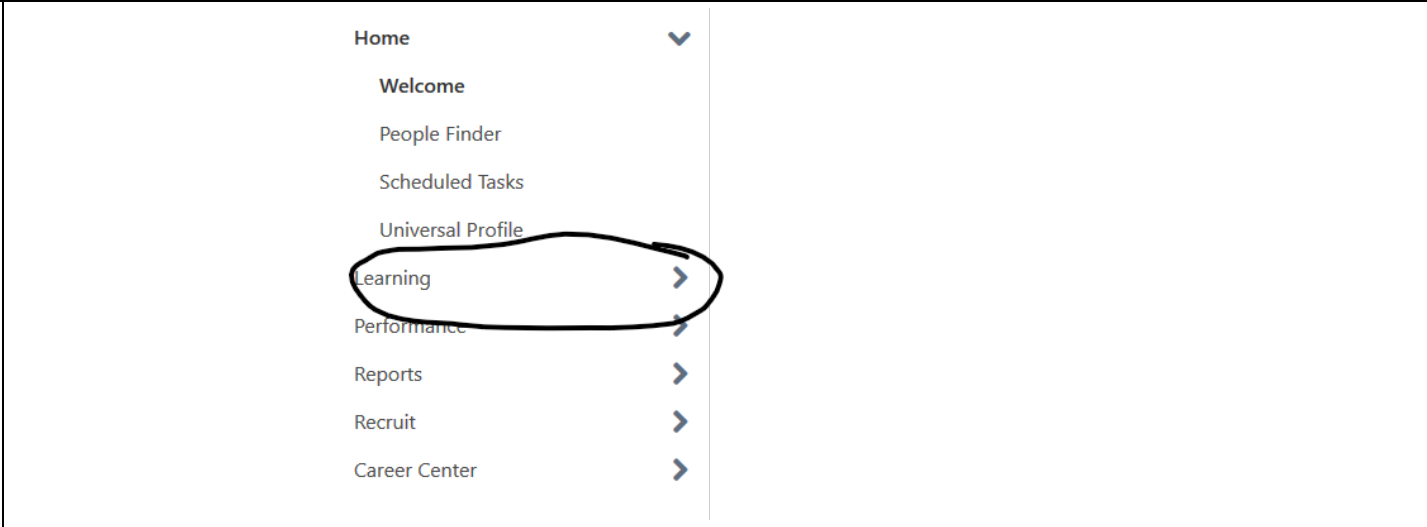 Home
Welcome
People Finder
Scheduled Tasks
Universal Profile
Learning
Performance
Reports
Recruit
Career Center